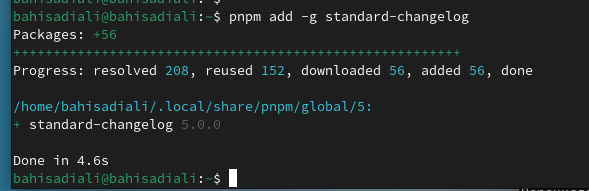 bahisadiali@bahisadiali:~$ pnpm add -g standard-changelog
Packages: +56
++++++++++++++++++++++++++++++++++++++++++++++++++++++++
Progress: resolved 208, reused 152, downloaded 56, added 56, done
/home/bahisadiali/.local/share/pnpm/global/5:
+ standard-changelog 5.0.0
Done in 4.6s
bahisadiali@bahisadiali:~$